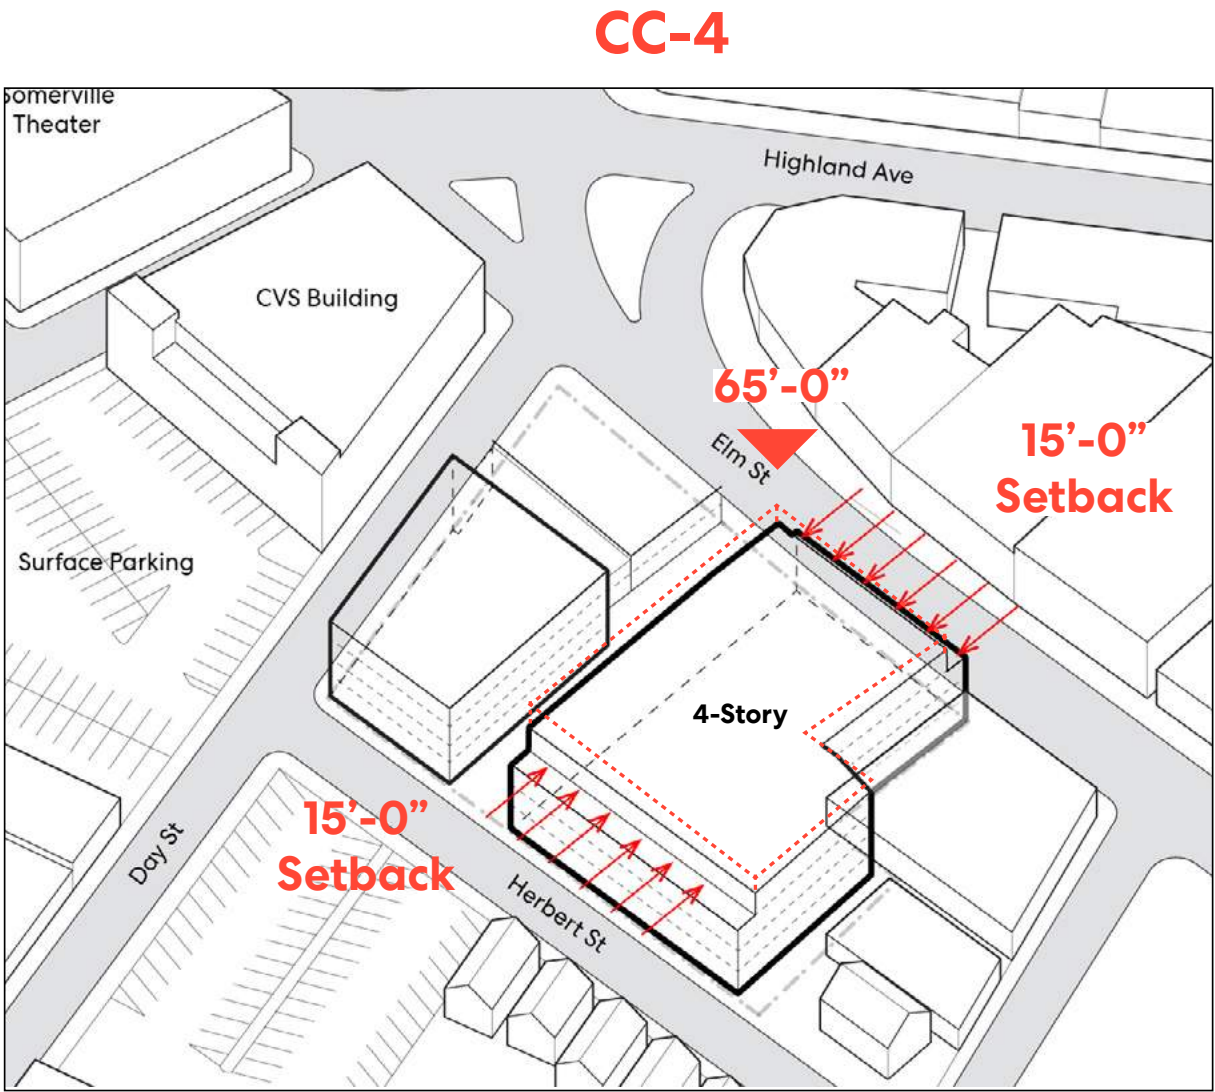 CC-4
Somerville
Theater
Highland Ave
CVS Building
65’-0”
Elm St
15’-0”
Setback
Surface Parking
4-Story
15’-0”
Setback
Day St
Herbert St